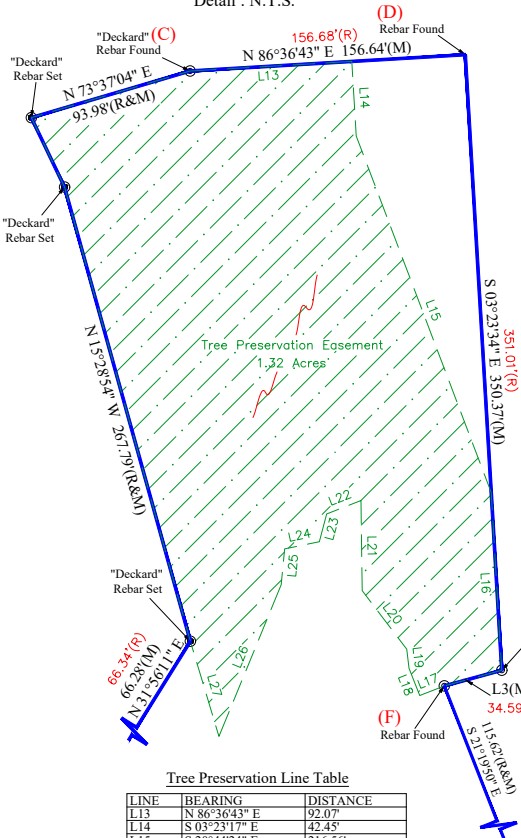 Detail : N.T.S.
(D)
Rebar Found
"Deckard" (C)
Rebar Found
156.68'(R)
N 86°36'43" E 156.64'(M)
L13
"Deckard"
Rebar Set
N 73°37'04" E
93.98'(R&M)
L14
"Deckard"
Rebar Set
L15
S 03°23'34" E 350.37'(M)
351.01'(R)
N 15°28'54" W 267.79'(R&M)
Tree Preservation Easement
1.32 Acres
L22
L23
L24
L25
L21
L16
L20
L19
L18
L17
L26
L27
"Deckard"
Rebar Set
66.34'(R)
66.28'(M)
N 31°56'11" E
L3(M
34.59
(F)
Rebar Found
115.62'(R&M)
S 21°19'50" E
Tree Preservation Line Table
LINE BEARING DISTANCE
L13 N 86°36'43" E 92.07'
L14 S 03°23'17" E 42.45'